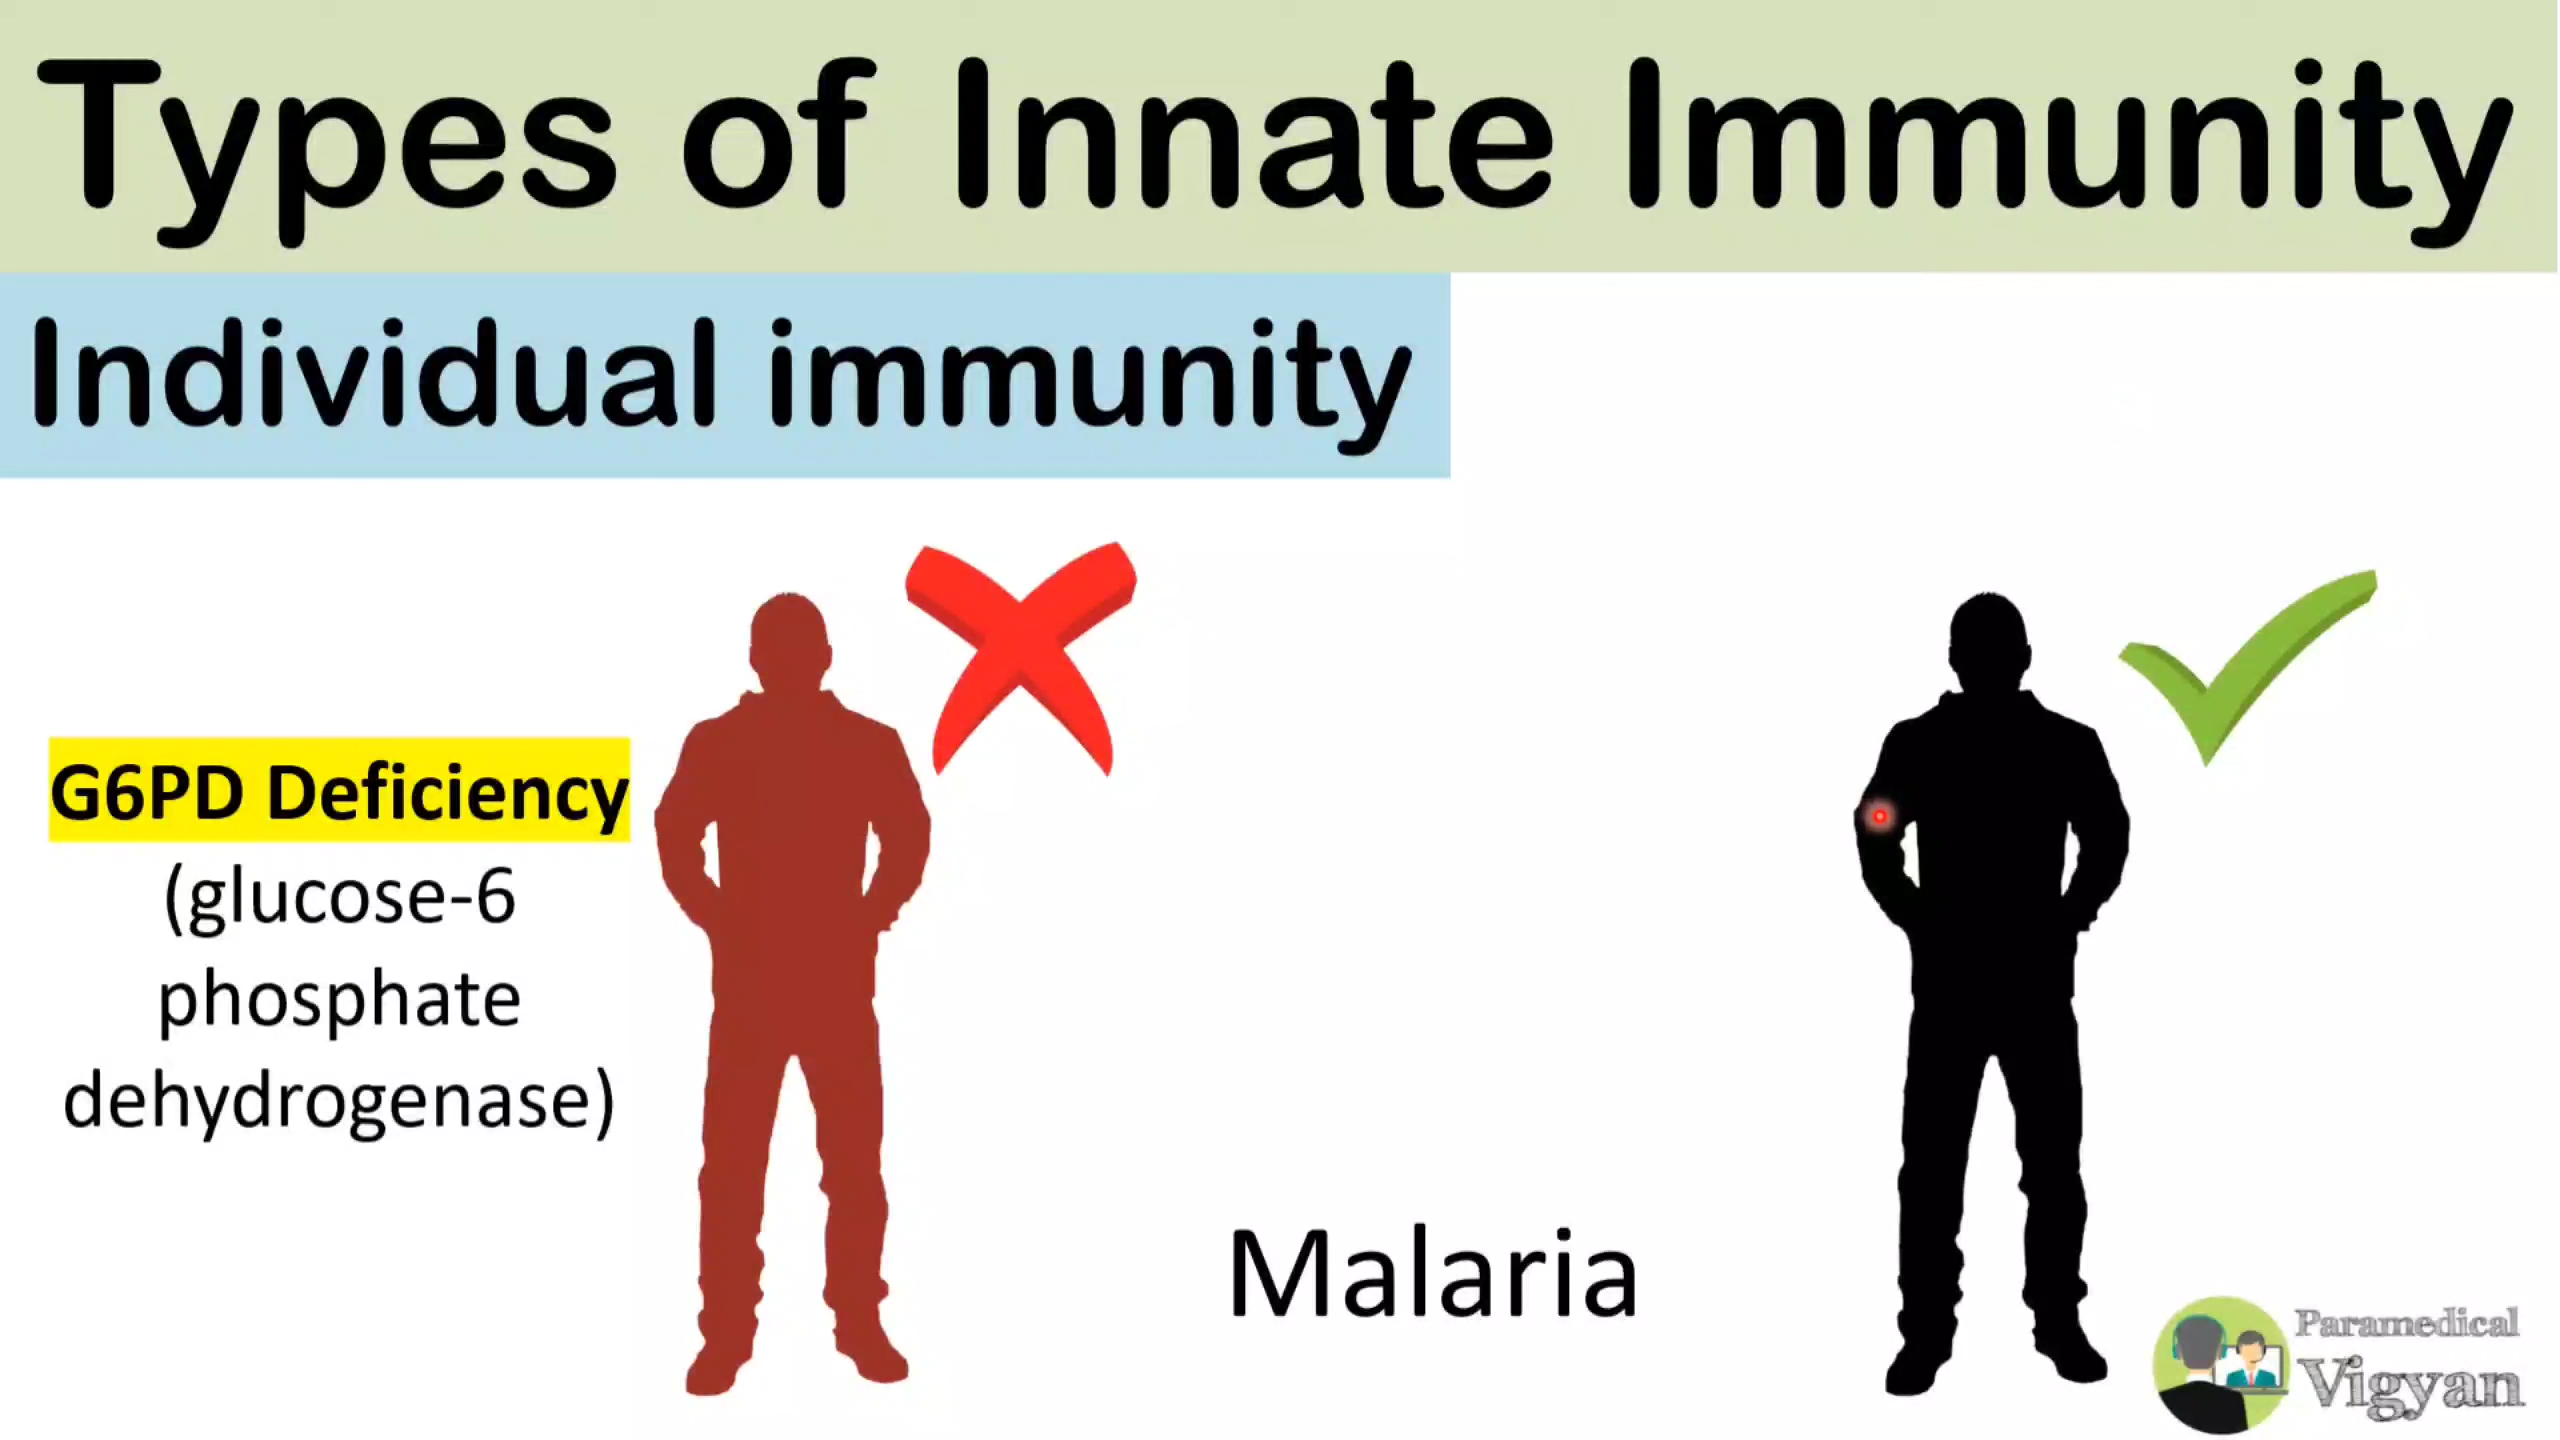 Types of Innate Immunity
Individual immunity
G6PD Deficiency
(glucose-6
phosphate
dehydrogenase)
Malaria
Paramedical
Vigyan